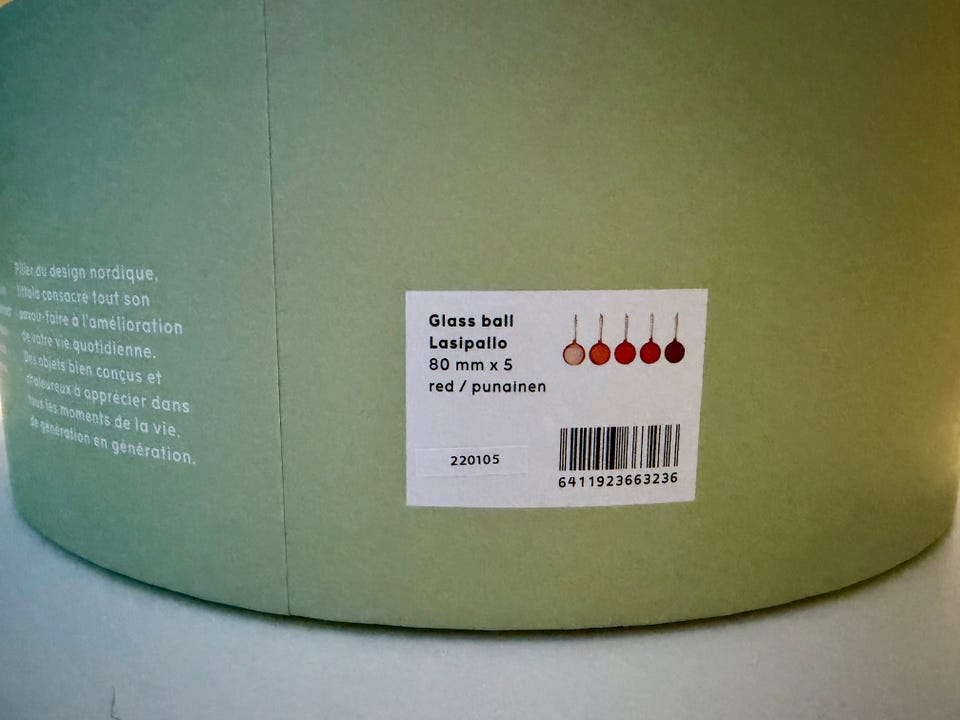 Pilier du design nordique,
Iittala consacre tout son
savoir-faire à l'amélioration
de votre vie quotidienne.
Des objets bien conçus et
chaleureux à apprécier dans
tous les moments de la vie,
de génération en génération.
Glass ball
Lasipallo
80 mm x 5
red / punainen
220105
6411923663236